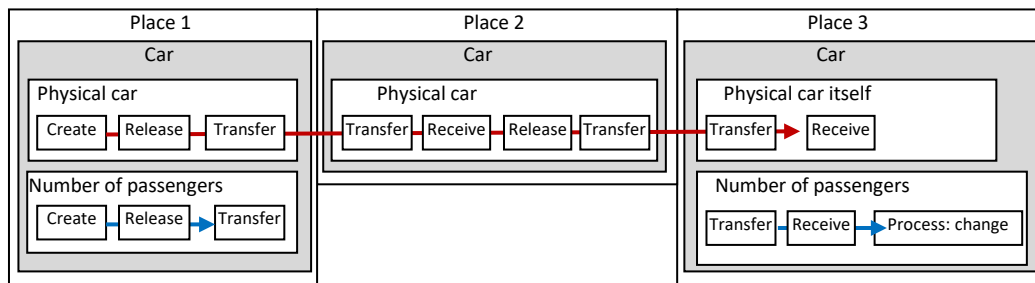 Place 1
Place 2
Place 3
Car
Car
Car
Physical car
Physical car
Physical car itself
Create Release Transfer
Transfer Receive Release Transfer
Transfer Receive
Number of passengers
Number of passengers
Create Release Transfer
Transfer Receive Process: change